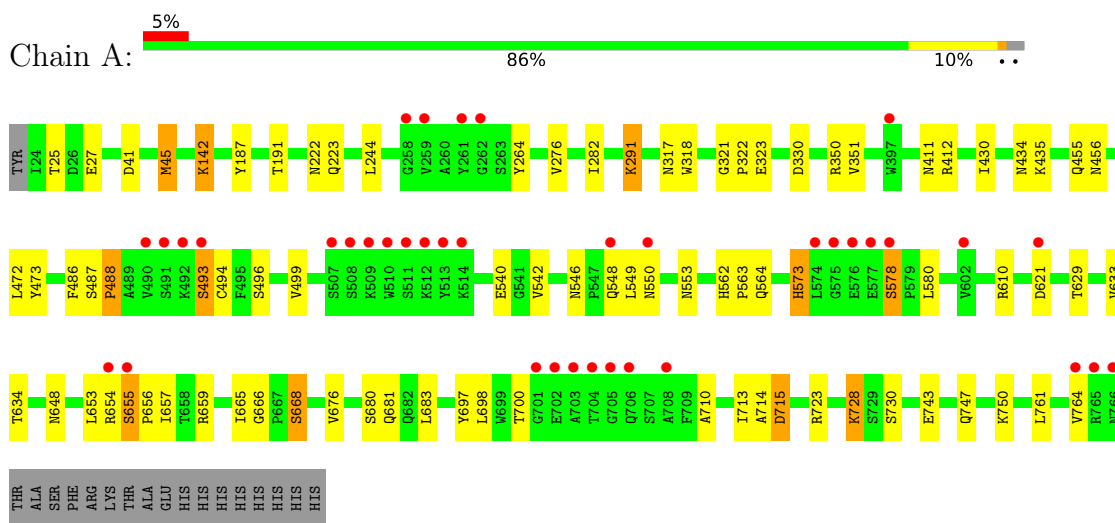 5%
Chain A:
86% 10% • •
TYR I24 T25 D26 E27 D41 M45 K142 Y187 T191 N222 Q223 L244 G258 V259 A260 Y261 G262 S263 Y264 V276 I282 K291 N317 W318 G321 P322 E323 D330 R350 V351 W397 N411 R412 I430 N434 K435 Q455 N456
L472 Y473 F486 S487 P488 A489 V490 S491 K492 S493 C494 F495 S496 V499 S507 S508 K509 W510 S511 K512 Y513 K514 E540 G541 V542 N546 P547 Q548 L549 N550 N553 H562 P563 Q564 H573 L574 G575 E576 E577 S578 P579 L580 V602 R610 D621 T629 V633
T634 N648 L653 R654 S655 P656 I657 T658 R659 I665 G666 P667 S668 V676 S680 Q681 Q682 L683 Y697 L698 W699 T700 G701 E702 A703 T704 G705 Q706 S707 A708 F709 A710 I713 A714 D715 R723 K728 S729 S730 E743 Q747 K750 L761 V764 R765 N766
THR ALA SER PHE ARG LYS THR ALA GLU HIS HIS HIS HIS HIS HIS HIS HIS